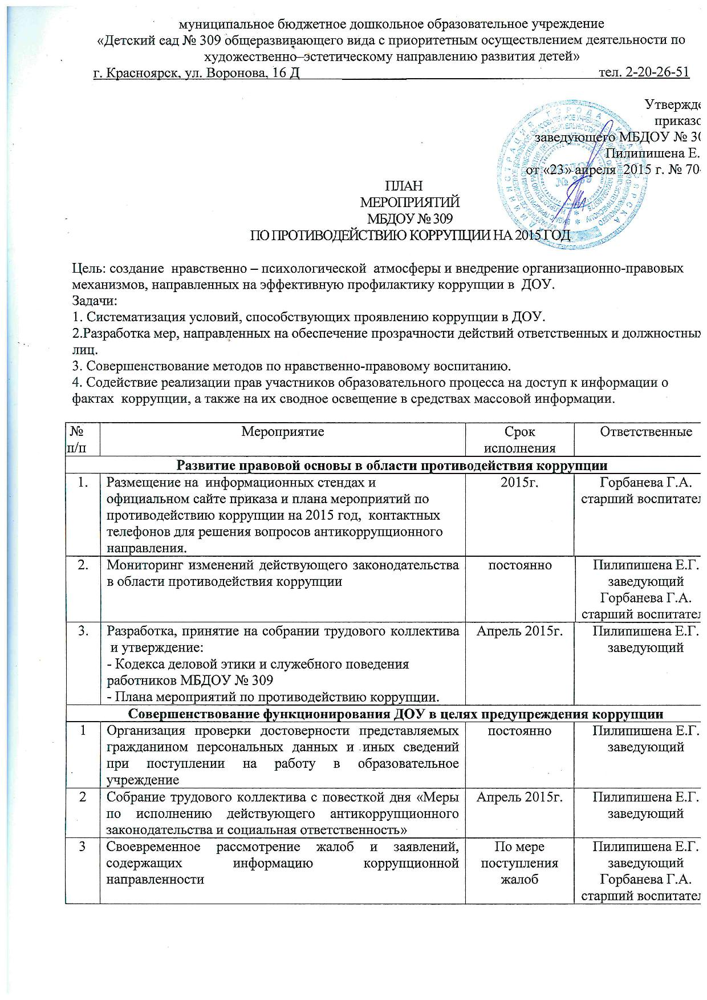 муниципальное бюджетное дошкольное образовательное учреждение
«Детский сад № 309 общеразвивающего вида с приоритетным осуществлением деятельности по
художественно–эстетическому направлению развития детей»
г. Красноярск, ул. Воронова, 16 Д тел. 2-20-26-51
Утвержде
приказо
заведующего МБДОУ № 30
Пилипишена Е.
от «23» апреля 2015 г. № 70-
ПЛАН
МЕРОПРИЯТИЙ
МБДОУ № 309
ПО ПРОТИВОДЕЙСТВИЮ КОРРУПЦИИ НА 2015 ГОД
Цель: создание нравственно – психологической атмосферы и внедрение организационно-правовых
механизмов, направленных на эффективную профилактику коррупции в ДОУ.
Задачи:
1. Систематизация условий, способствующих проявлению коррупции в ДОУ.
2.Разработка мер, направленных на обеспечение прозрачности действий ответственных и должностных
лиц.
3. Совершенствование методов по нравственно-правовому воспитанию.
4. Содействие реализации прав участников образовательного процесса на доступ к информации о
фактах коррупции, а также на их сводное освещение в средствах массовой информации.
№ Мероприятие Срок Ответственные
п/п исполнения
Развитие правовой основы в области противодействия коррупции
1. Размещение на информационных стендах и 2015г. Горбанева Г.А.
официальном сайте приказа и плана мероприятий по старший воспитател
противодействию коррупции на 2015 год, контактных
телефонов для решения вопросов антикоррупционного
направления.
2. Мониторинг изменений действующего законодательства постоянно Пилипишена Е.Г.
в области противодействия коррупции заведующий
Горбанева Г.А.
старший воспитател
3. Разработка, принятие на собрании трудового коллектива Апрель 2015г. Пилипишена Е.Г.
и утверждение: заведующий
- Кодекса деловой этики и служебного поведения
работников МБДОУ № 309
- Плана мероприятий по противодействию коррупции.
Совершенствование функционирования ДОУ в целях предупреждения коррупции
1 Организация проверки достоверности представляемых постоянно Пилипишена Е.Г.
гражданином персональных данных и иных сведений заведующий
при поступлении на работу в образовательное
учреждение
2 Собрание трудового коллектива с повесткой дня «Меры Апрель 2015г. Пилипишена Е.Г.
по исполнению действующего антикоррупционного заведующий
законодательства и социальная ответственность»
3 Своевременное рассмотрение жалоб и заявлений, По мере Пилипишена Е.Г.
содержащих информацию коррупционной поступления заведующий
направленности жалоб Горбанева Г.А.
старший воспитател